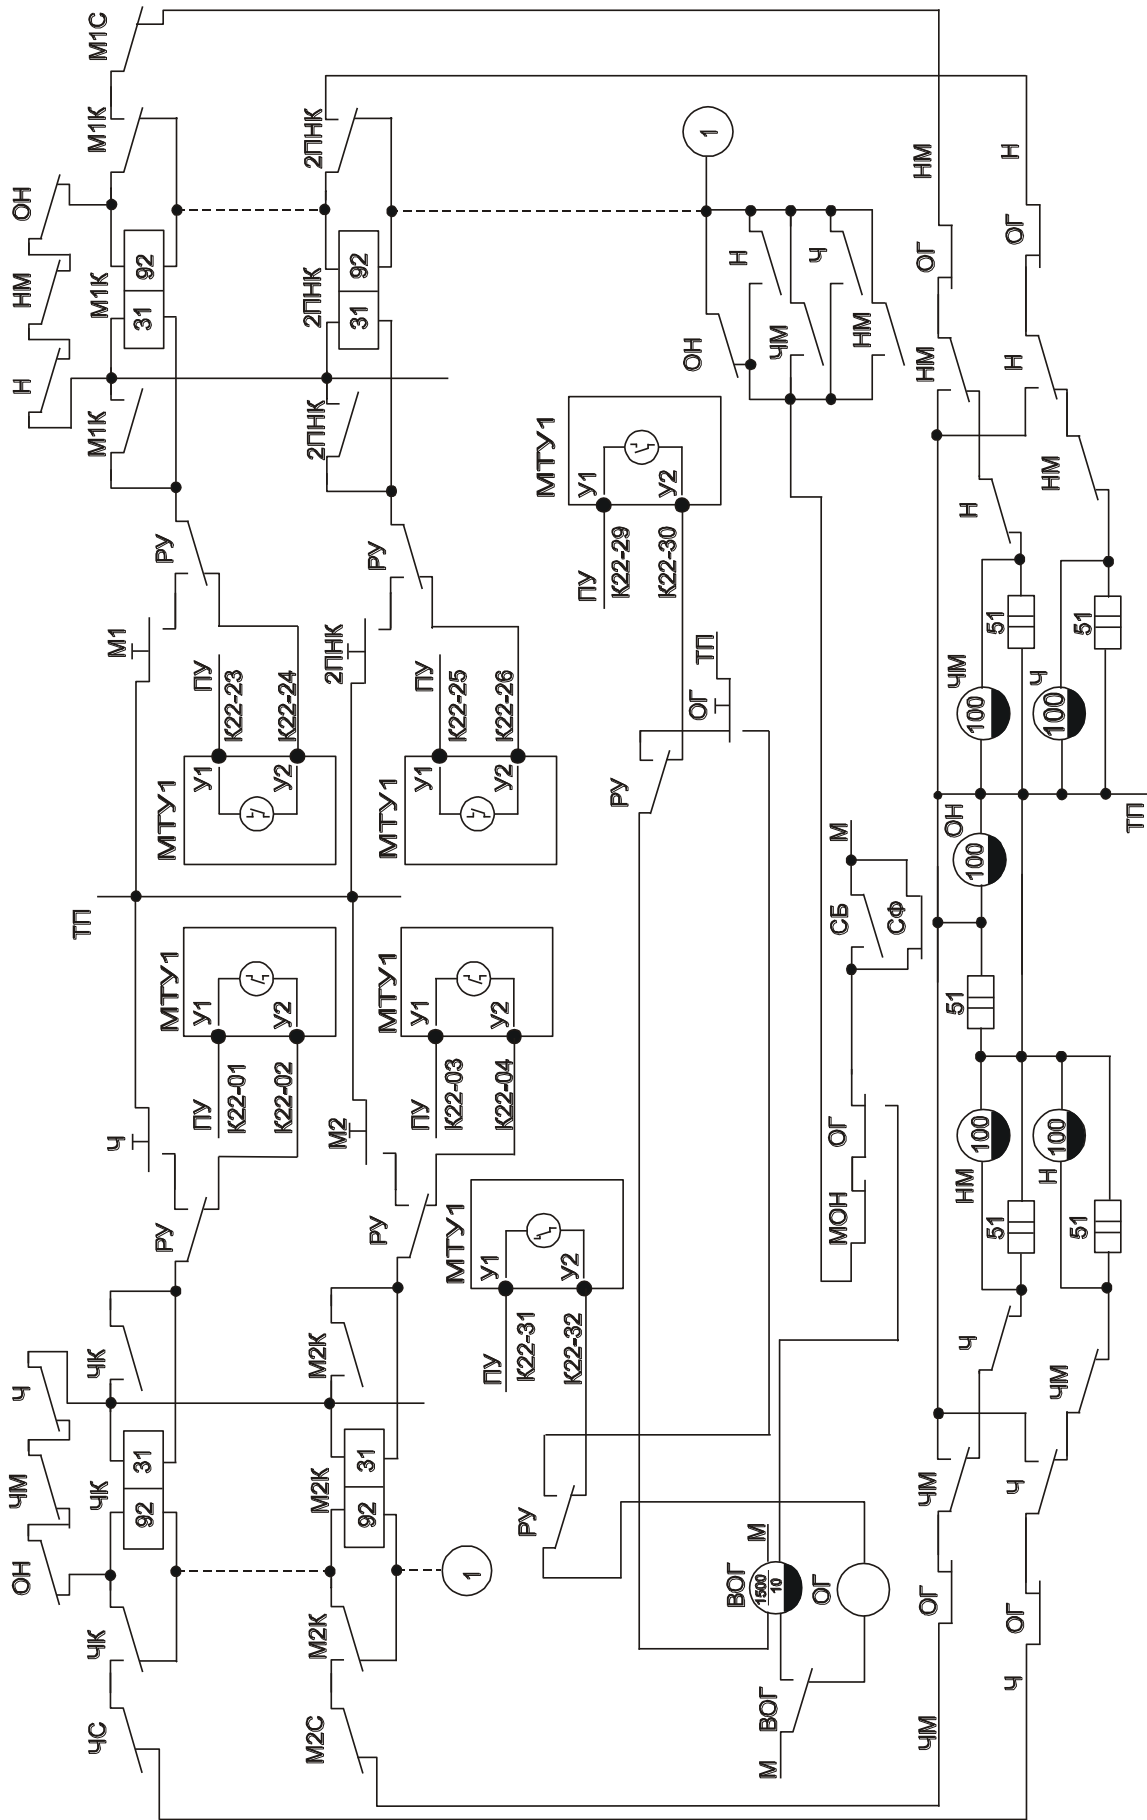 ОН ЧМ Ч Н НМ ОН
ТП
ЧС ЧК ЧК ЧК Ч М1 М1К М1К М1К М1С
92 31 31 92
РУ МТУ1 МТУ1 РУ
ПУ У1 У1 ПУ
К22-01 К22-23
К22-02 У2 У2 К22-24
М2С М2К М2К М2К М2 2ПНК 2ПНК 2ПНК 2ПНК
92 31 31 92
РУ МТУ1 МТУ1 РУ
ПУ У1 У1 ПУ
К22-03 К22-25
К22-04 У2 У2 К22-26
МТУ1
1 ПУ У1
К22-31
К22-32 У2
РУ
МТУ1
ПУ У1
К22-29
К22-30 У2
РУ
ОГ ТП ОН 1
Н
ВОГ М
1500
10
М ВОГ ЧМ
ОГ Ч
МОН ОГ СБ М
НМ
СФ
ЧМ ОГ ЧМ ОГ НМ
НМ
ОН
Ч НМ 51 ЧМ Н
100 100 100
51 51
ЧМ
Ч ОГ Ч Н ОГ Н
Н Ч
100 100
ЧМ НМ
51 51
ТП